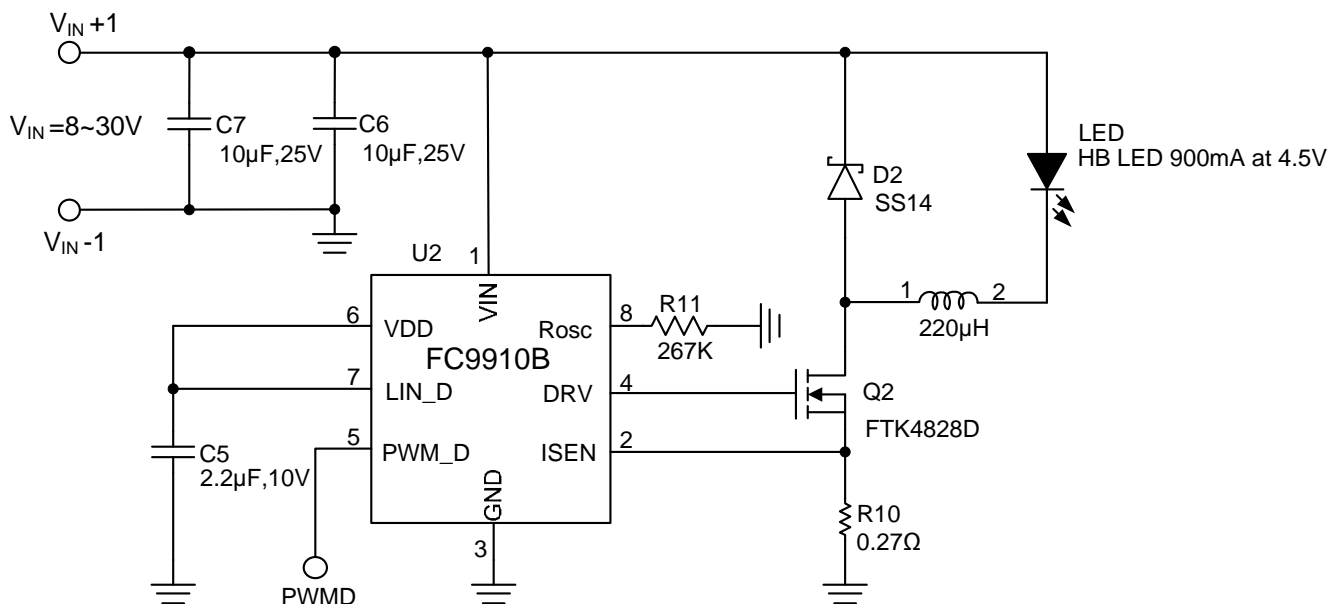 VIN +1
VIN =8~30V
VIN -1
C7
10µF,25V
C6
10µF,25V
D2
SS14
LED
HB LED 900mA at 4.5V
U2
1
VIN
6
VDD
7
LIN_D
5
PWM_D
FC9910B
Rosc
8
DRV
4
ISEN
2
GND
3
R11
267K
1
2
220µH
Q2
FTK4828D
C5
2.2µF,10V
R10
0.27Ω
PWMD